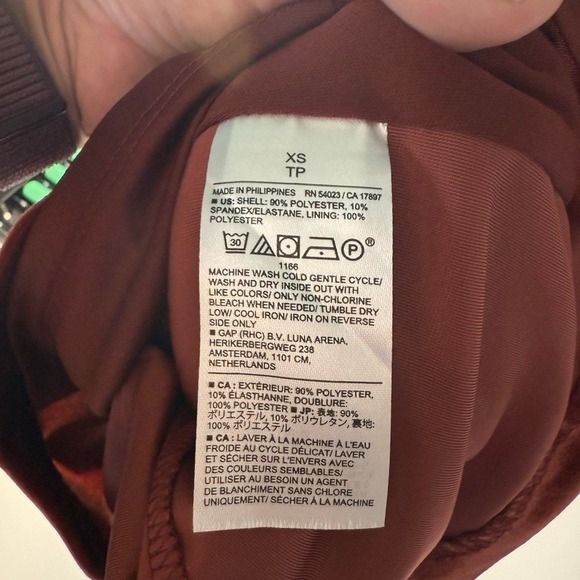 XS
TP
MADE IN PHILIPPINES RN 54023 / CA 17897
■ US: SHELL: 90% POLYESTER, 10%
SPANDEX/ELASTANE, LINING: 100%
POLYESTER
30 P ®
1166
MACHINE WASH COLD GENTLE CYCLE/
WASH AND DRY INSIDE OUT WITH
LIKE COLORS/ ONLY NON-CHLORINE
BLEACH WHEN NEEDED/ TUMBLE DRY
LOW/ COOL IRON/ IRON ON REVERSE
SIDE ONLY
■ GAP (RHC) B.V. LUNA ARENA,
HERIKERBERGWEG 238
AMSTERDAM, 1101 CM,
NETHERLANDS
■ CA : EXTÉRIEUR: 90% POLYESTER,
10% ÉLASTHANNE, DOUBLURE:
100% POLYESTER ■ JP: 表地: 90%
ポリエステル, 10% ポリウレタン, 裏地:
100% ポリエステル
■ CA : LAVER À LA MACHINE À L'EAU
FROIDE AU CYCLE DÉLICAT/ LAVER
ET SÉCHER SUR L'ENVERS AVEC
DES COULEURS SEMBLABLES/
UTILISER AU BESOIN UN AGENT
DE BLANCHIMENT SANS CHLORE
UNIQUEMENT/ SÉCHER À LA MACHINE